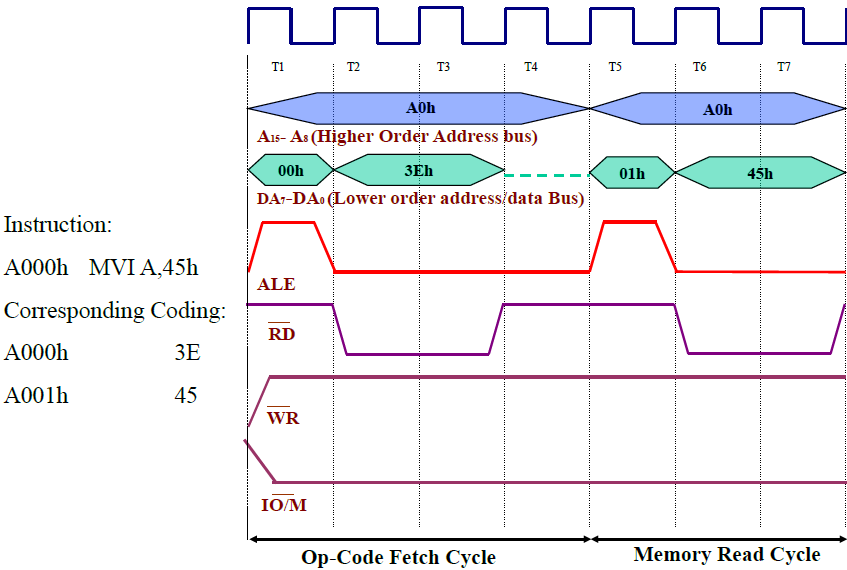 T1 T2 T3 T4 T5 T6 T7
A0h A0h
A15– A8 (Higher Order Address bus)
00h 3Eh 01h 45h
DA7–DA0 (Lower order address/data Bus)
Instruction:
A000h MVI A,45h
ALE
Corresponding Coding:
RD
A000h 3E
A001h 45
WR
IO/M
Op-Code Fetch Cycle Memory Read Cycle